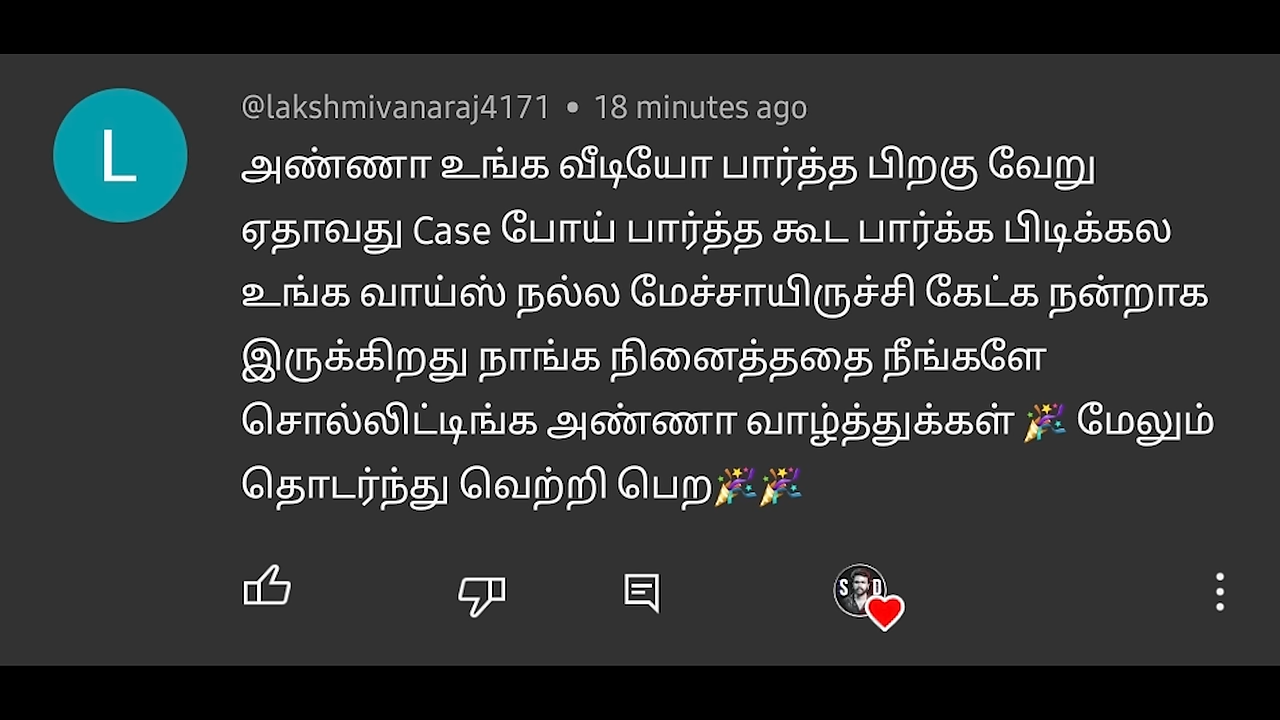 @lakshmivanaraj4171 • 18 minutes ago
அண்ணா உங்க வீடியோ பார்த்த பிறகு வேறு
ஏதாவது Case போய் பார்த்த கூட பார்க்க பிடிக்கல
உங்க வாய்ஸ் நல்ல மேச்சாயிருச்சி கேட்க நன்றாக
இருக்கிறது நாங்க நினைத்ததை நீங்களே
சொல்லிட்டிங்க அண்ணா வாழ்த்துக்கள் 🎉 மேலும்
தொடர்ந்து வெற்றி பெற🎉🎉
L
S D